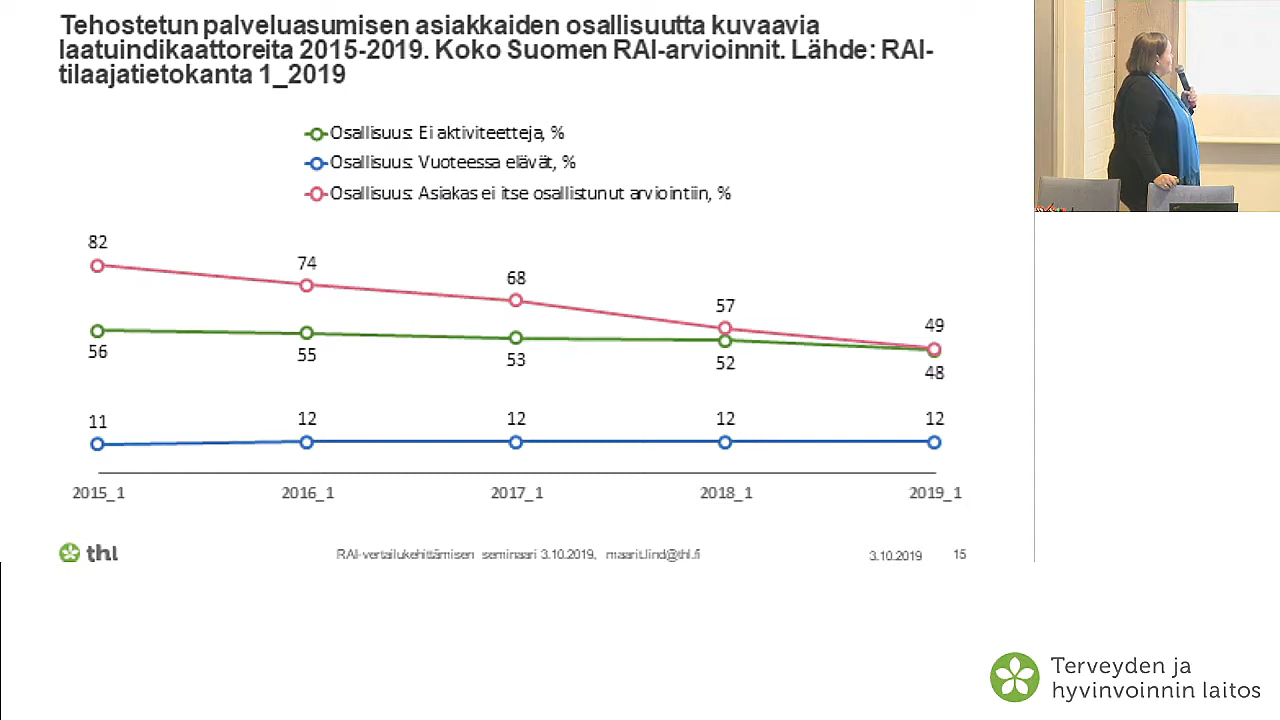 Tehostetun palveluasumisen asiakkaiden osallisuutta kuvaavia
laatuindikaattoreita 2015-2019. Koko Suomen RAI-arvioinnit. Lähde: RAI-
tilaajatietokanta 1_2019
Osallisuus: Ei aktiviteetteja, %
Osallisuus: Vuoteessa elävät, %
Osallisuus: Asiakas ei itse osallistunut arviointiin, %
82 74 68 57 49
56 55 53 52 48
11 12 12 12 12
2015_1 2016_1 2017_1 2018_1 2019_1
thl RAI-vertailukehittämisen seminaari 3.10.2019, maarit.lind@thl.fi 3.10.2019 15
Terveyden ja
hyvinvoinnin laitos